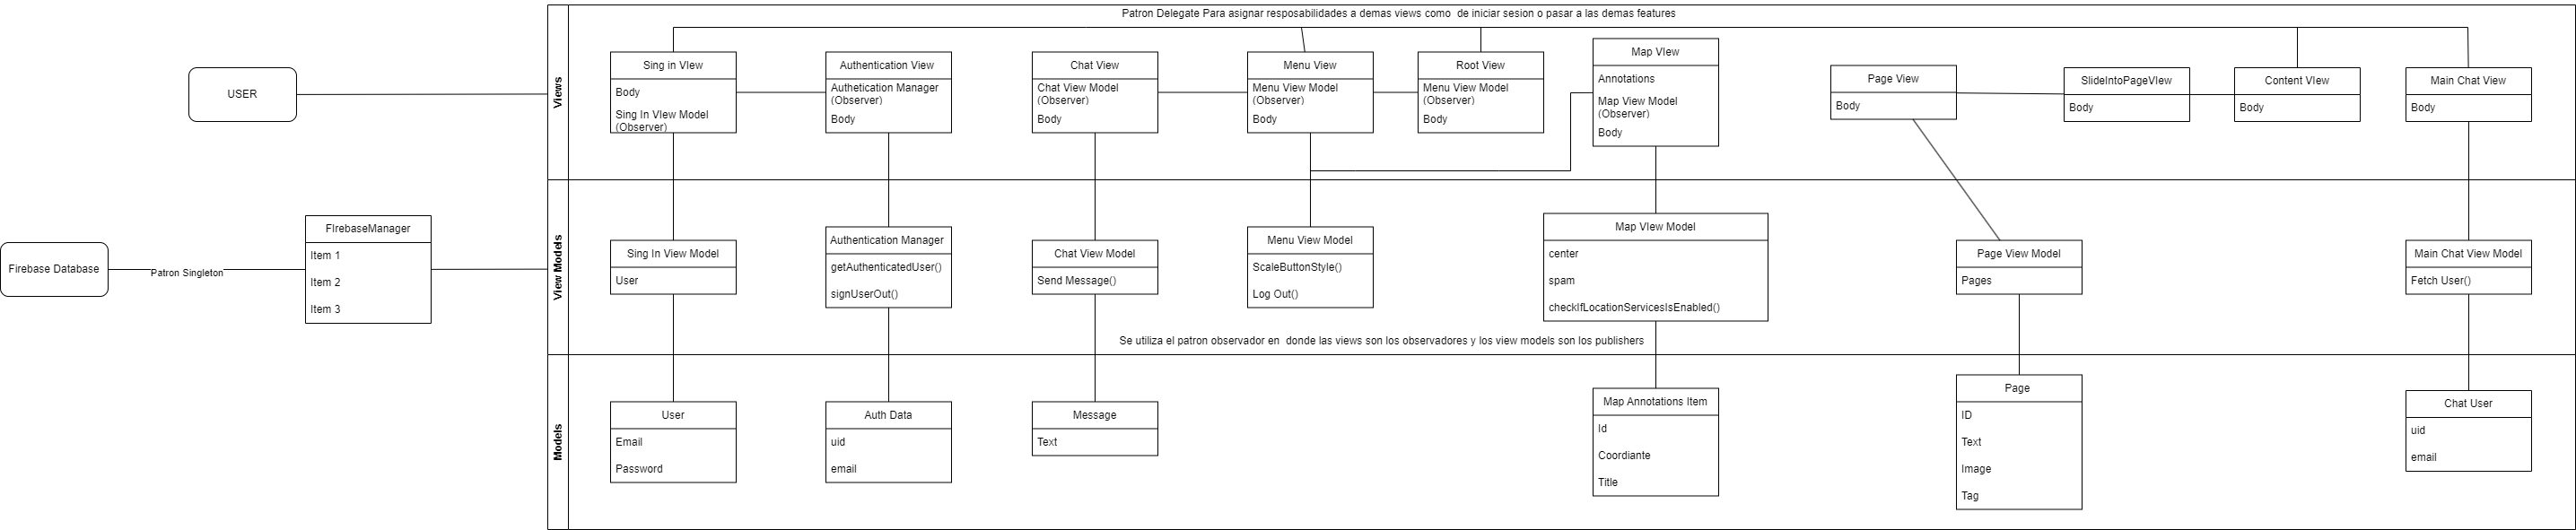 Patron Delegate Para asignar resposabilidades a demas views como  de iniciar sesion o pasar a las demas features
USER
Views
Sing in VIew
Body
Sing In VIew Model
(Observer)
Authentication View
Authetication Manager
(Observer)
Body
Chat View
Chat View Model
(Observer)
Body
Menu View
Menu View Model
(Observer)
Body
Root View
Menu View Model
(Observer)
Body
Map VIew
Annotations
Map View Model
(Observer)
Body
Page View
Body
SlideIntoPageVIew
Body
Content VIew
Body
Main Chat View
Body
Firebase Database
Patron Singleton
FIrebaseManager
Item 1
Item 2
Item 3
View Models
Sing In View Model
User
Authentication Manager
getAuthenticatedUser()
signUserOut()
Chat View Model
Send Message()
Menu View Model
ScaleButtonStyle()
Log Out()
Map VIew Model
center
spam
checkIfLocationServicesIsEnabled()
Page View Model
Pages
Main Chat View Model
Fetch User()
Se utiliza el patron observador en  donde las views son los observadores y los view models son los publishers
Models
User
Email
Password
Auth Data
uid
email
Message
Text
Map Annotations Item
Id
Coordiante
Title
Page
ID
Text
Image
Tag
Chat User
uid
email